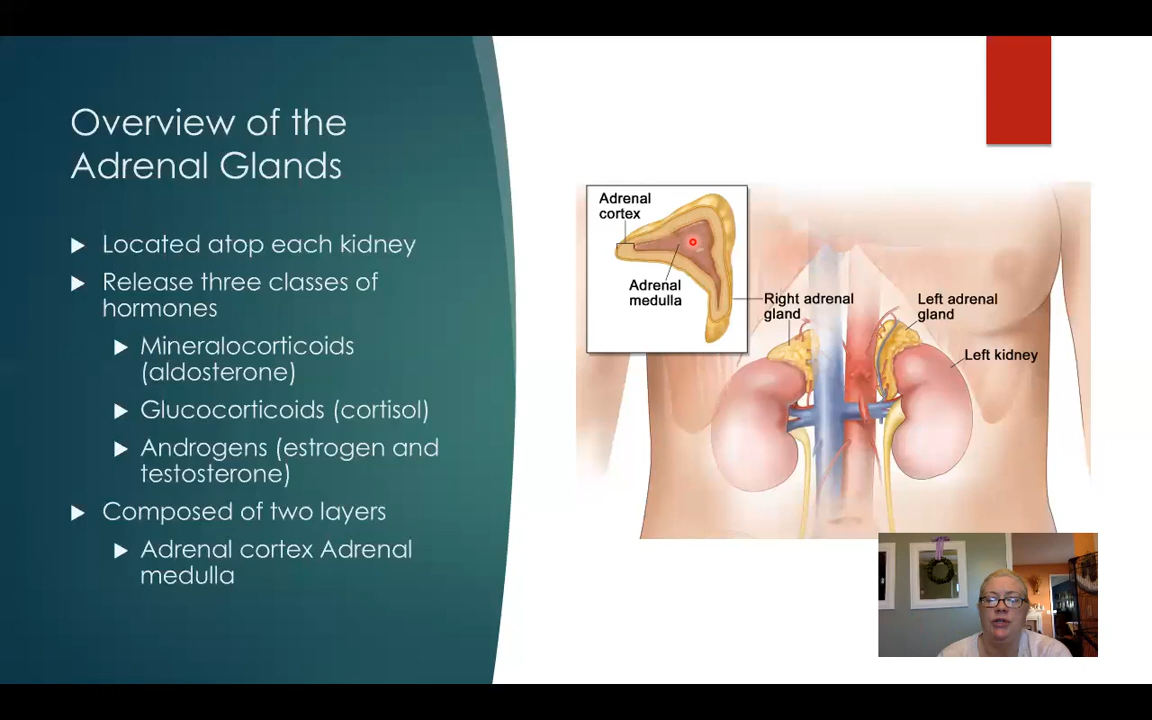 Overview of the
Adrenal Glands
Located atop each kidney
Release three classes of
hormones
Mineralocorticoids
(aldosterone)
Glucocorticoids (cortisol)
Androgens (estrogen and
testosterone)
Composed of two layers
Adrenal cortex Adrenal
medulla
Adrenal
cortex
Adrenal
medulla
Right adrenal
gland
Left adrenal
gland
Left kidney